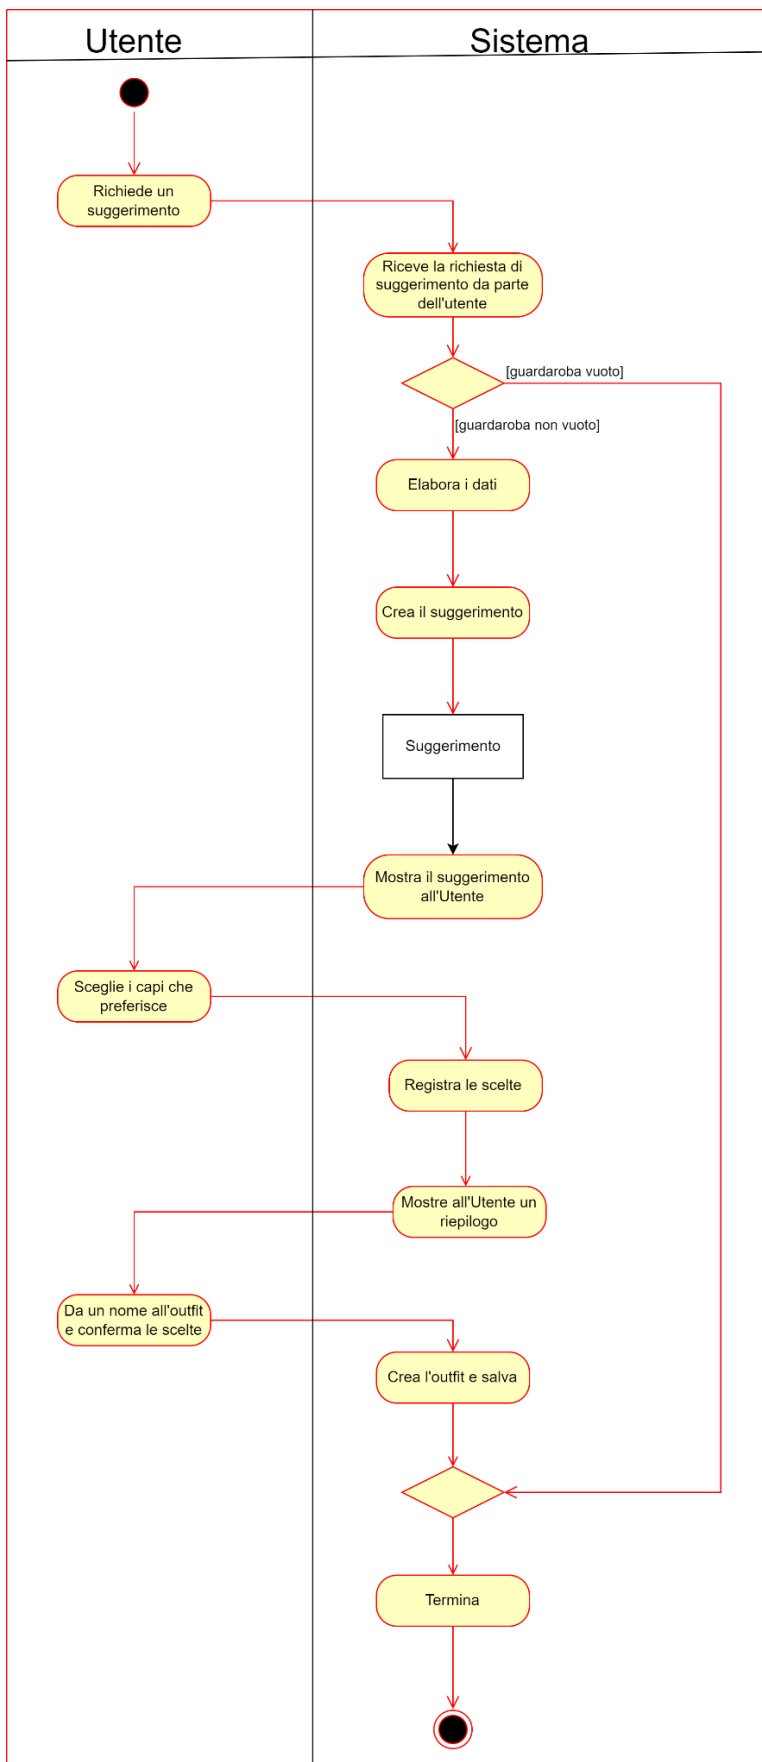 Utente
Sistema
Richiede un
suggerimento
Riceve la richiesta di
suggerimento da parte
dell'utente
[guardaroba vuoto]
[guardaroba non vuoto]
Elabora i dati
Crea il suggerimento
Suggerimento
Mostra il suggerimento
all'Utente
Sceglie i capi che
preferisce
Registra le scelte
Mostre all'Utente un
riepilogo
Da un nome all'outfit
e conferma le scelte
Crea l'outfit e salva
Termina